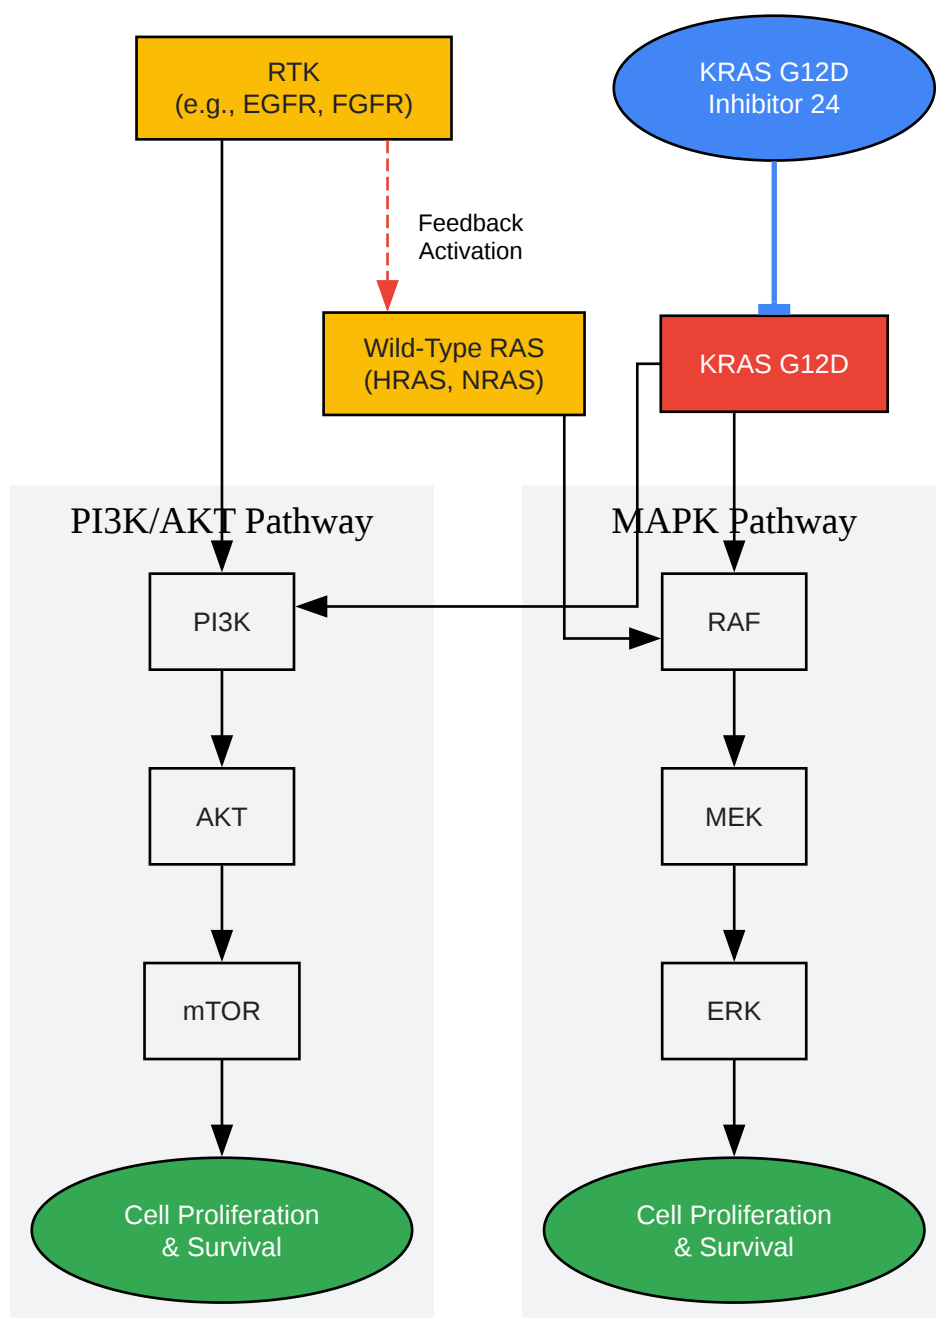 RTK
(e.g., EGFR, FGFR)
KRAS G12D
Inhibitor 24
Feedback
Activation
Wild-Type RAS
(HRAS, NRAS)
KRAS G12D
PI3K/AKT Pathway
MAPK Pathway
PI3K
RAF
AKT
MEK
mTOR
ERK
Cell Proliferation
& Survival
Cell Proliferation
& Survival